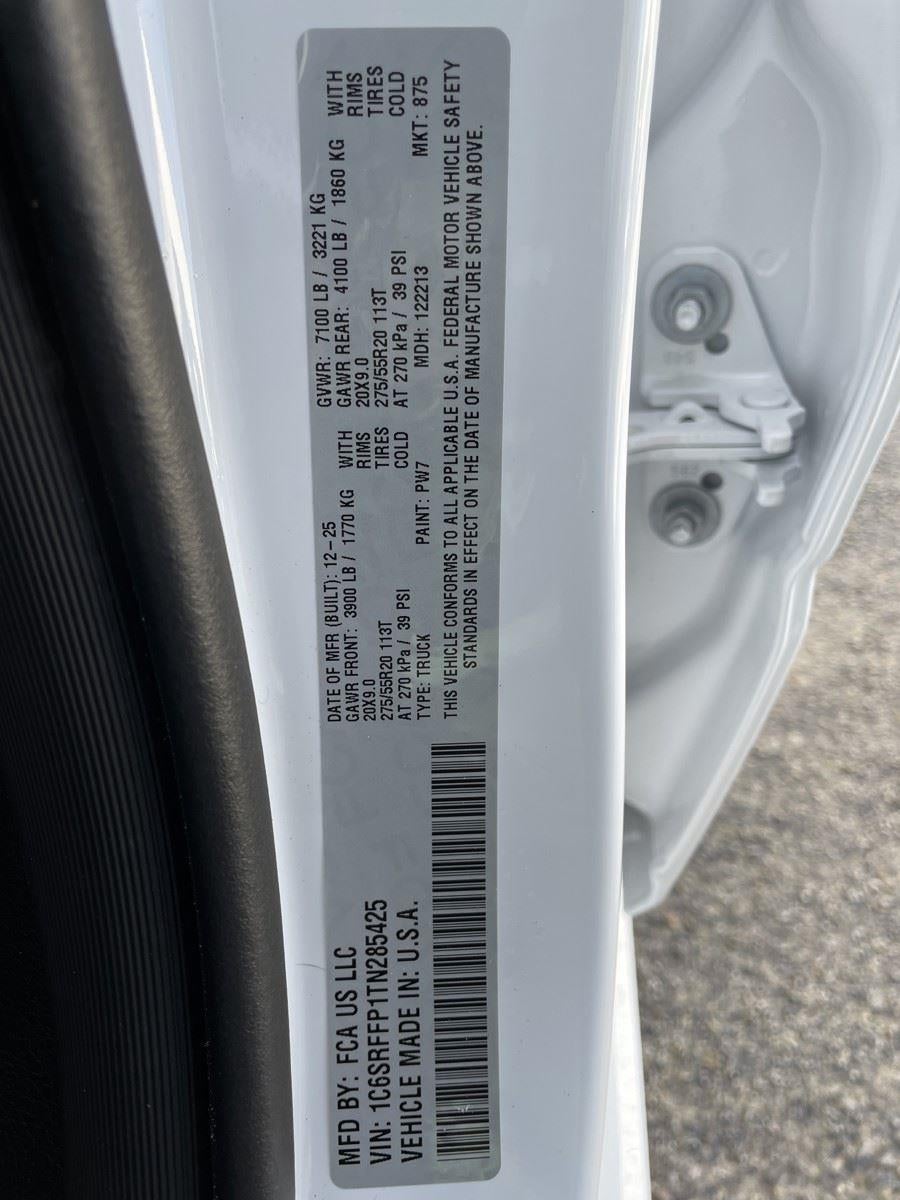 MFD BY: FCA US LLC
VIN: 1C6SRFFP1TN285425
VEHICLE MADE IN: U.S.A.
DATE OF MFR (BUILT): 12-25 GVWR: 7100 LB / 3221 KG
GAWR FRONT: 3900 LB / 1770 KG WITH GAWR REAR: 4100 LB / 1860 KG WITH
20X9.0 RIMS 20X9.0 RIMS
275/55R20 113T TIRES 275/55R20 113T TIRES
AT 270 kPa / 39 PSI COLD AT 270 kPa / 39 PSI COLD
TYPE: TRUCK PAINT: PW7 MDH: 122213 MKT: 875
THIS VEHICLE CONFORMS TO ALL APPLICABLE U.S.A. FEDERAL MOTOR VEHICLE SAFETY
STANDARDS IN EFFECT ON THE DATE OF MANUFACTURE SHOWN ABOVE.